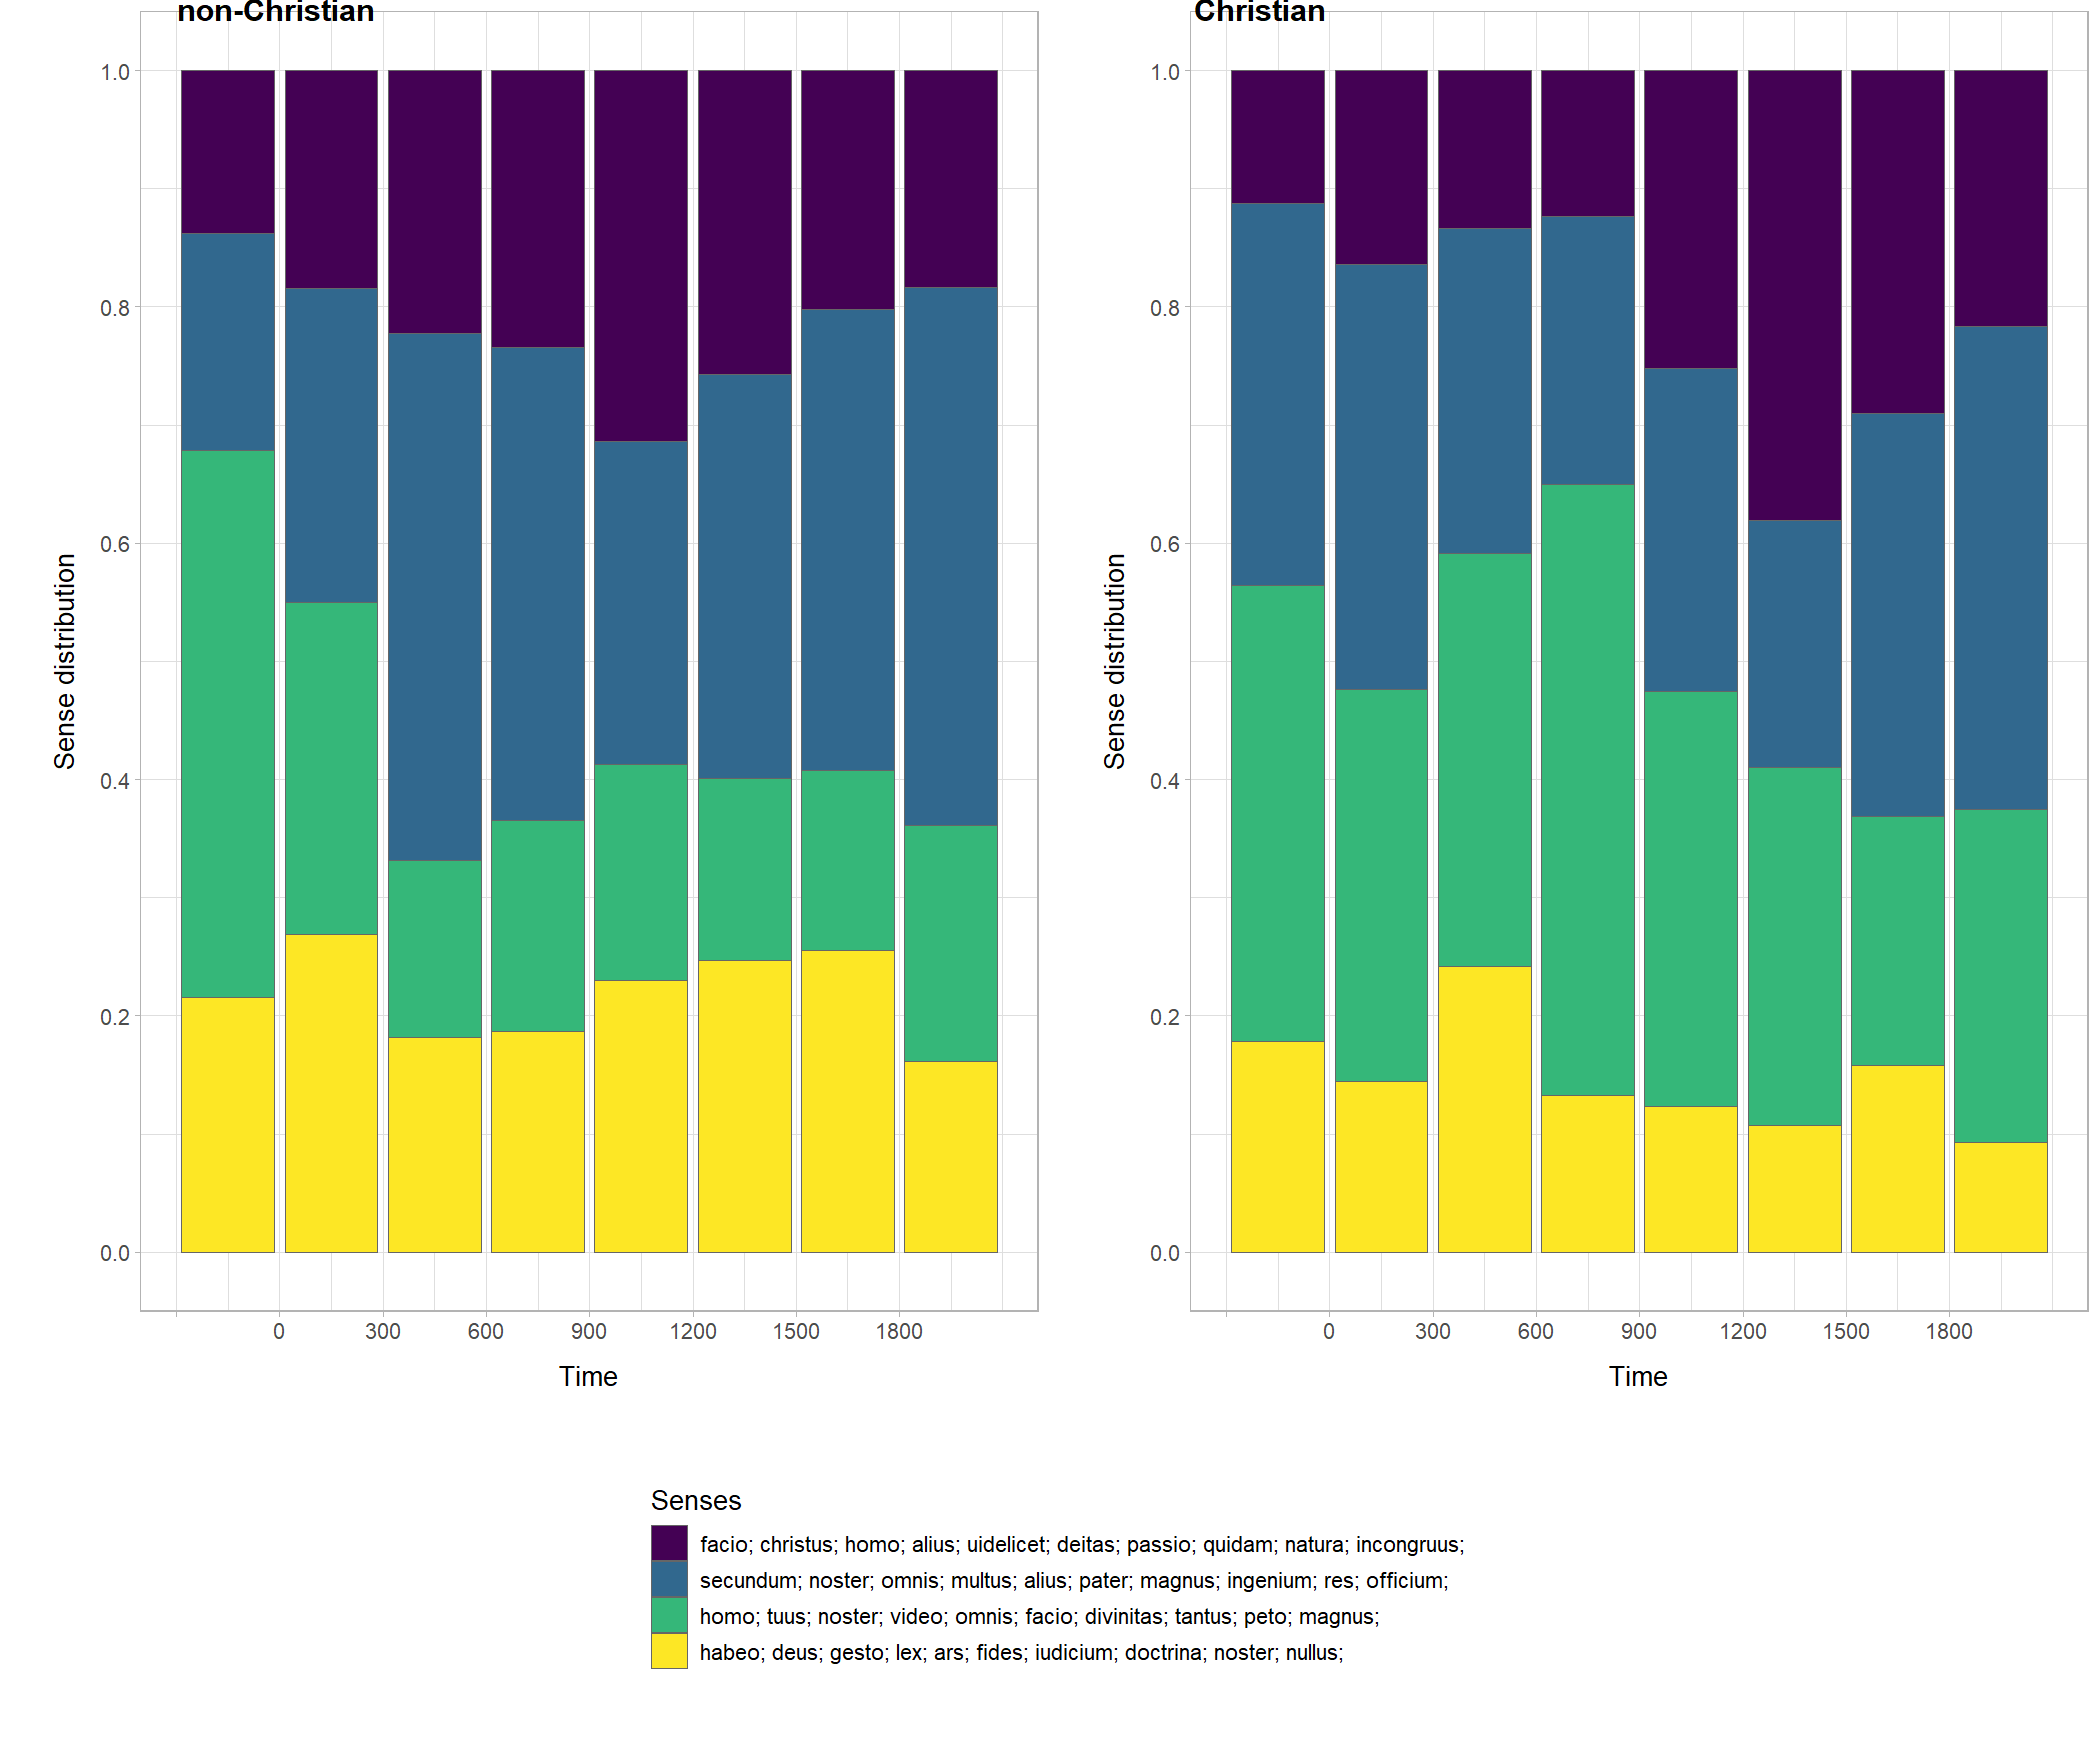 non-Christian
Christian
1.0
0.8
0.6
0.4
0.2
0.0
Sense distribution
0 300 600 900 1200 1500 1800
Time
1.0
0.8
0.6
0.4
0.2
0.0
Sense distribution
0 300 600 900 1200 1500 1800
Time
Senses
facio; christus; homo; alius; uidelicet; deitas; passio; quidam; natura; incongruus;
secundum; noster; omnis; multus; alius; pater; magnus; ingenium; res; officium;
homo; tuus; noster; video; omnis; facio; divinitas; tantus; peto; magnus;
habeo; deus; gesto; lex; ars; fides; iudicium; doctrina; noster; nullus;